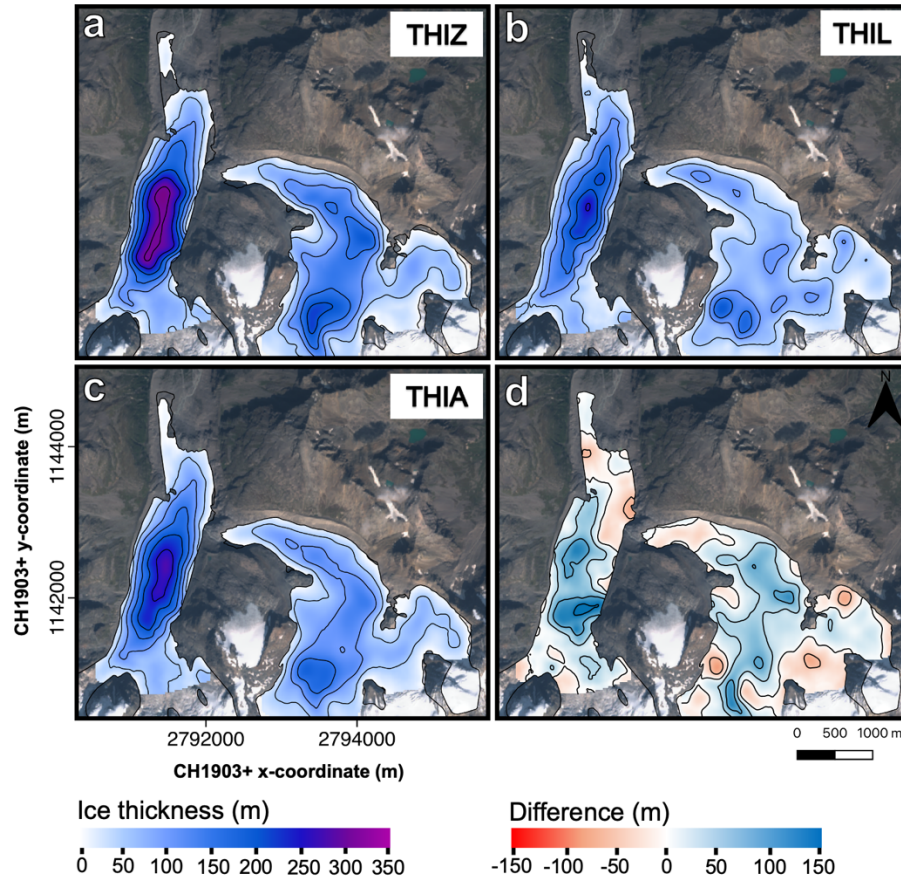 a
THIZ
b
THIL
c
THIA
d
N
CH1903+ y-coordinate (m)
1144000
1142000
2792000
2794000
CH1903+ x-coordinate (m)
0 500 1000 m
Ice thickness (m)
0 50 100 150 200 250 300 350
Difference (m)
-150 -100 -50 0 50 100 150